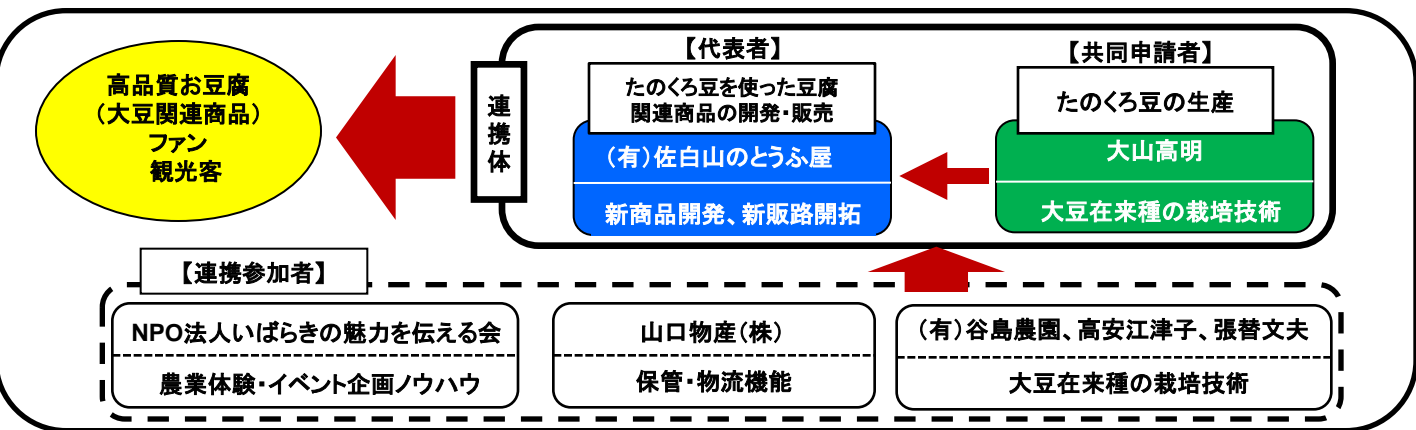 高品質お豆腐
（大豆関連商品）
ファン
観光客
連携体
【代表者】
たのくろ豆を使った豆腐
関連商品の開発・販売
（有）佐白山のとうふ屋
新商品開発、新販路開拓
【共同申請者】
たのくろ豆の生産
大山高明
大豆在来種の栽培技術
【連携参加者】
NPO法人いばらきの魅力を伝える会
農業体験・イベント企画ノウハウ
山口物産（株）
保管・物流機能
（有）谷島農園、高安江津子、張替文夫
大豆在来種の栽培技術